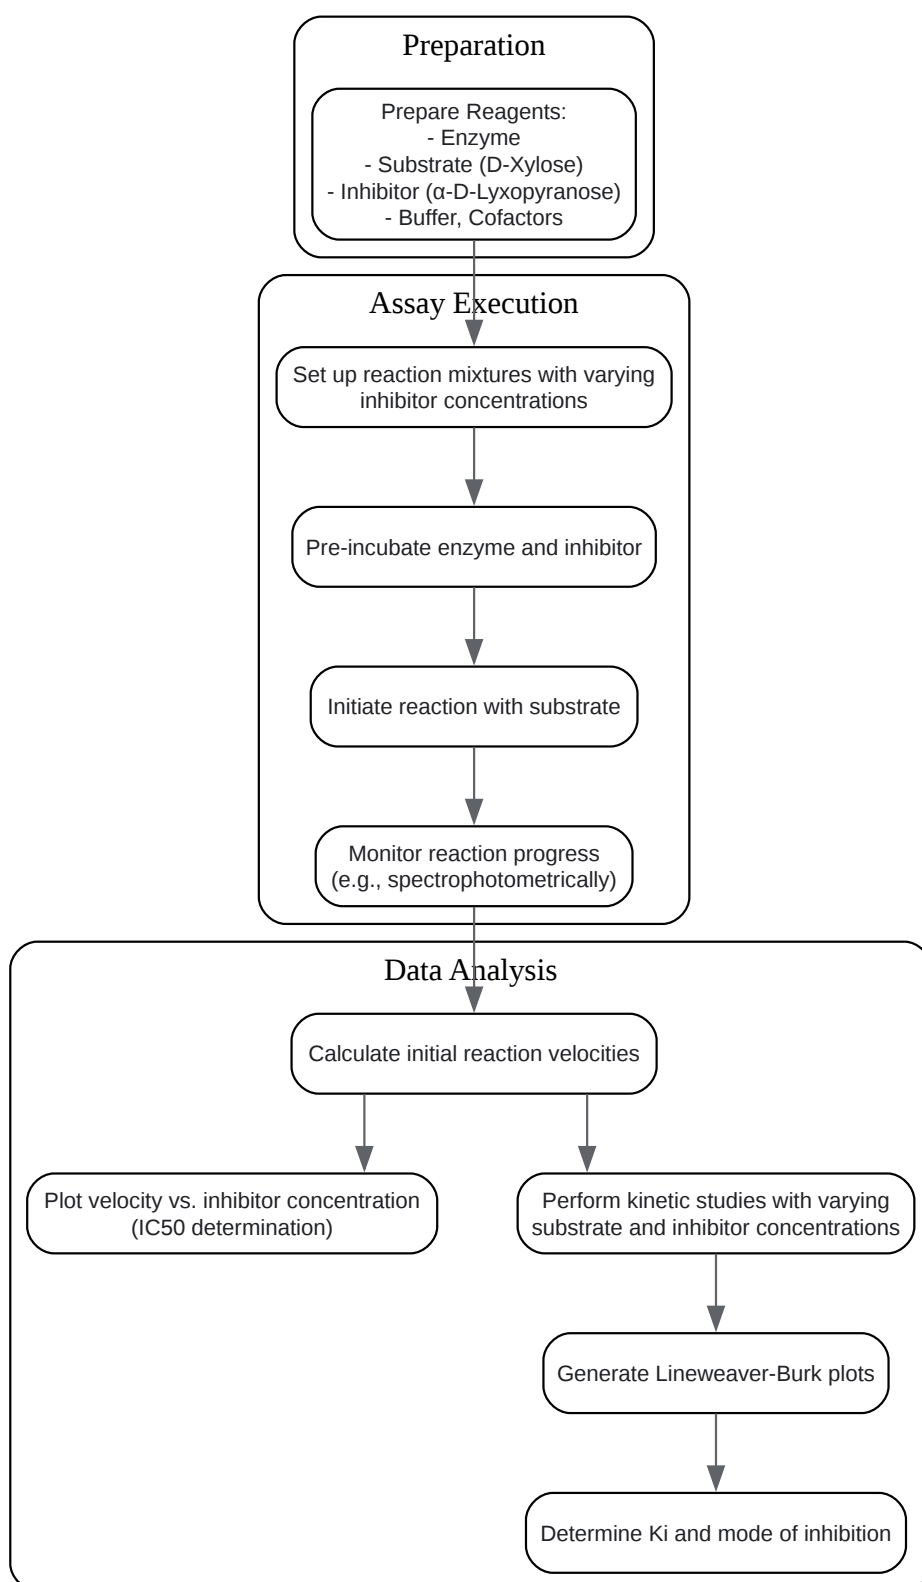 Preparation
Prepare Reagents:
- Enzyme
- Substrate (D-Xylose)
- Inhibitor (α-D-Lyxopyranose)
- Buffer, Cofactors
Assay Execution
Set up reaction mixtures with varying
inhibitor concentrations
Pre-incubate enzyme and inhibitor
Initiate reaction with substrate
Monitor reaction progress
(e.g., spectrophotometrically)
Data Analysis
Calculate initial reaction velocities
Plot velocity vs. inhibitor concentration
(IC50 determination)
Perform kinetic studies with varying
substrate and inhibitor concentrations
Generate Lineweaver-Burk plots
Determine Ki and mode of inhibition